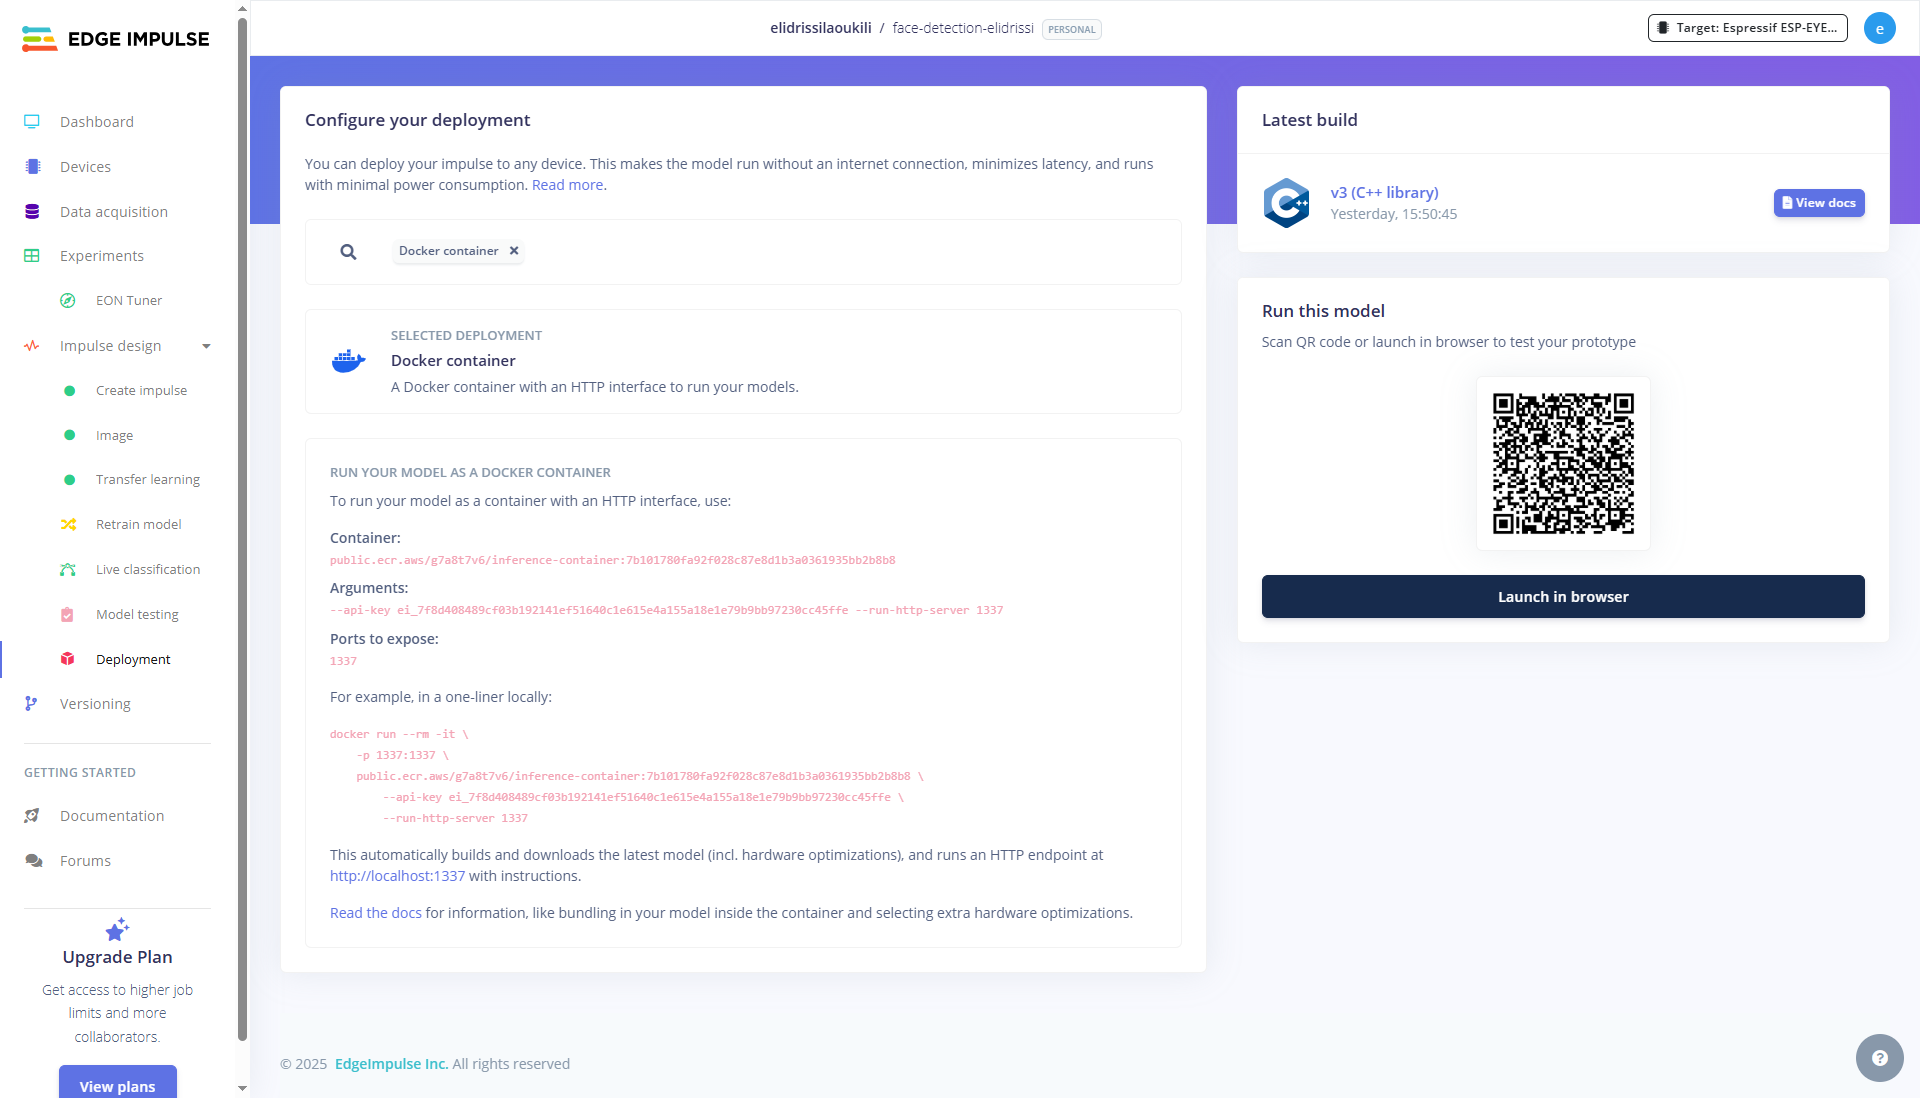 EDGE IMPULSE
Dashboard
Devices
Data acquisition
Experiments
EON Tuner
Impulse design
Create impulse
Image
Transfer learning
Retrain model
Live classification
Model testing
Deployment
Versioning
GETTING STARTED
Documentation
Forums
Upgrade Plan
Get access to higher job
limits and more
collaborators.
View plans
elidrissilaoukili / face-detection-elidrissi PERSONAL
Target: Espressif ESP-EYE...
e
Configure your deployment
You can deploy your impulse to any device. This makes the model run without an internet connection, minimizes latency, and runs
with minimal power consumption. Read more.
Docker container ×
SELECTED DEPLOYMENT
Docker container
A Docker container with an HTTP interface to run your models.
RUN YOUR MODEL AS A DOCKER CONTAINER
To run your model as a container with an HTTP interface, use:
Container:
public.ecr.aws/g7a8t7v6/inference-container:7b101780fa92f028c87e8d1b3a0361935bb2b8b8
Arguments:
--api-key ei_7f8d408489cf03b192141ef51640c1e615e4a155a18e1e79b9bb97230cc45ffe --run-http-server 1337
Ports to expose:
1337
For example, in a one-liner locally:
docker run --rm -it \
-p 1337:1337 \
public.ecr.aws/g7a8t7v6/inference-container:7b101780fa92f028c87e8d1b3a0361935bb2b8b8 \
--api-key ei_7f8d408489cf03b192141ef51640c1e615e4a155a18e1e79b9bb97230cc45ffe \
--run-http-server 1337
This automatically builds and downloads the latest model (incl. hardware optimizations), and runs an HTTP endpoint at
http://localhost:1337 with instructions.
Read the docs for information, like bundling in your model inside the container and selecting extra hardware optimizations.
Latest build
C++
v3 (C++ library)
Yesterday, 15:50:45
View docs
Run this model
Scan QR code or launch in browser to test your prototype
Launch in browser
© 2025 EdgeImpulse Inc. All rights reserved
?